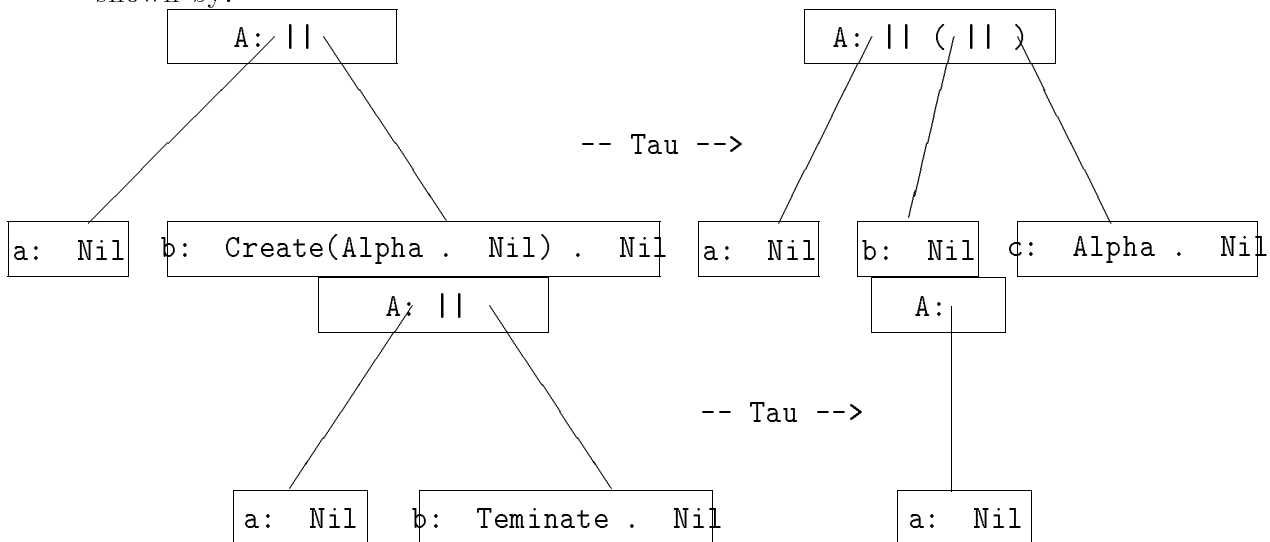 shown by:
A: || A: || ( || )
-- Tau -->
a: Nil b: Create(Alpha . Nil) . Nil a: Nil b: Nil c: Alpha . Nil
A: || A:
-- Tau -->
a: Nil b: Teminate . Nil a: Nil